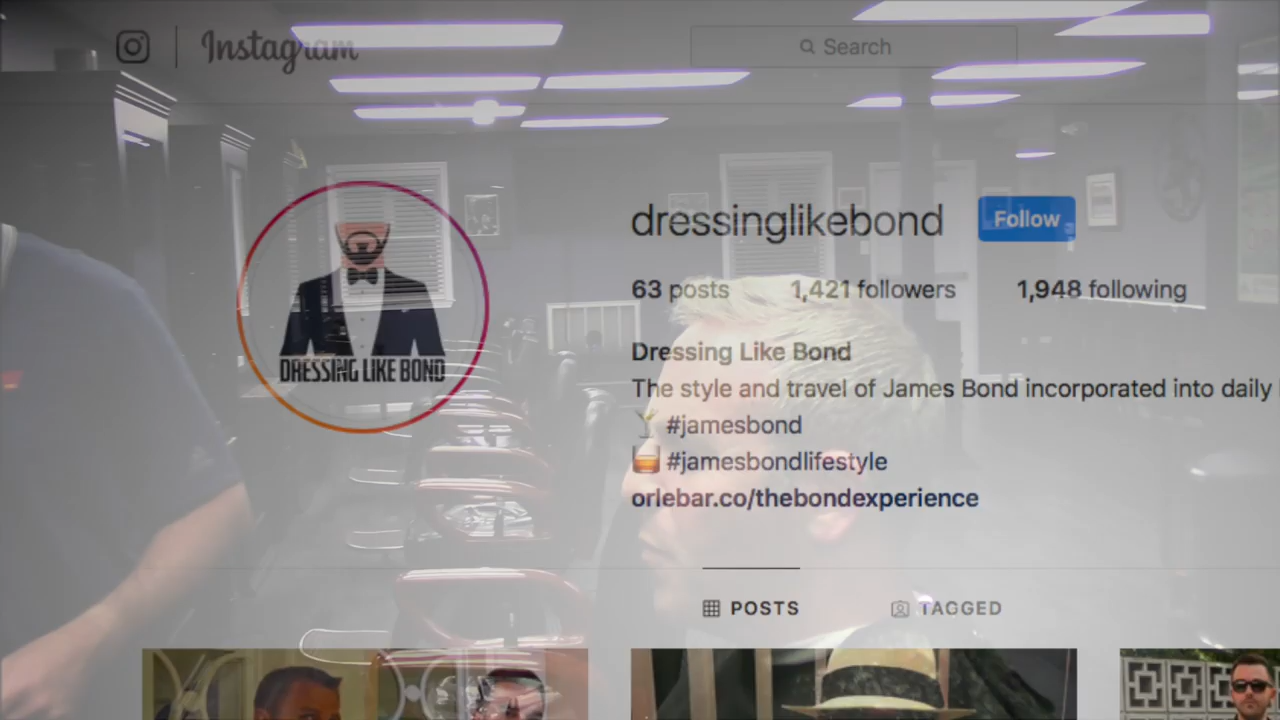 Instagram
Search
dressinglikebond
Follow
63 posts 1,421 followers 1,948 following
DRESSING LIKE BOND
Dressing Like Bond
The style and travel of James Bond incorporated into daily
#jamesbond
#jamesbondlifestyle
orlebar.co/thebondexperience
POSTS TAGGED